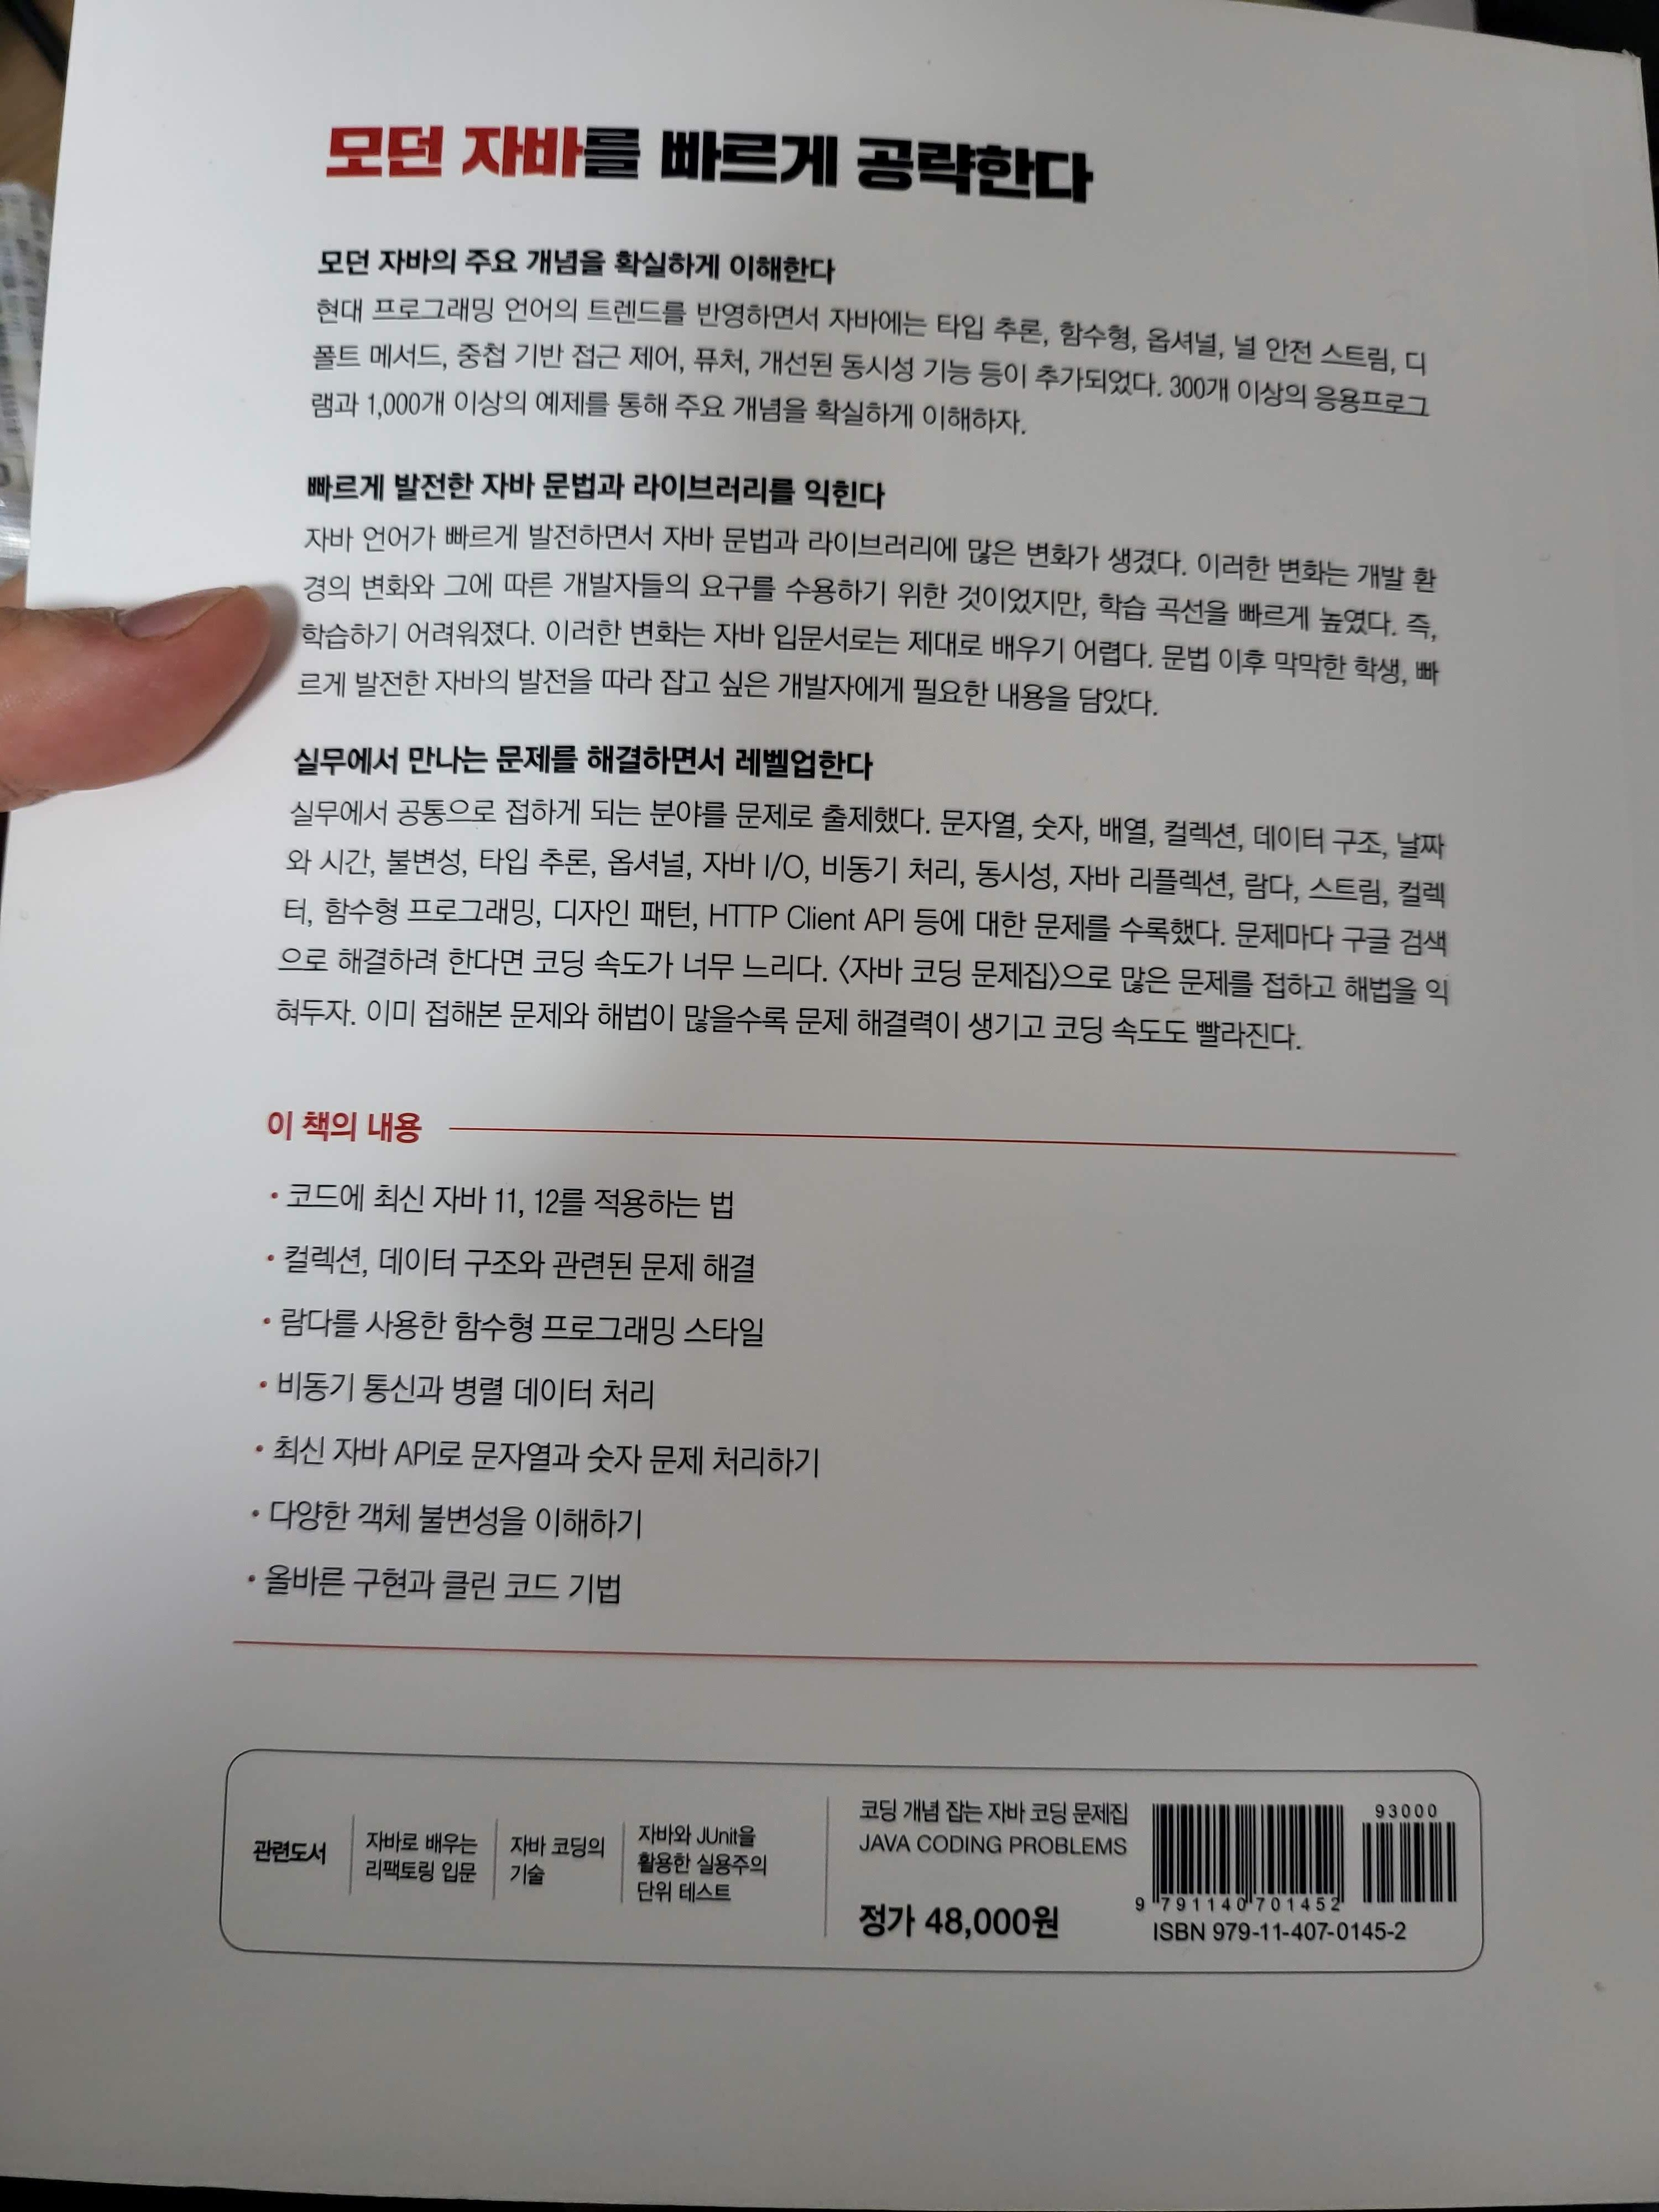 모던 자바를 빠르게 공략한다
모던 자바의 주요 개념을 확실하게 이해한다
현대 프로그래밍 언어의 트렌드를 반영하면서 자바에는 타입 추론, 함수형, 옵셔널, 널 안전 스트림, 디
폴트 메서드, 중첩 기반 접근 제어, 퓨처, 개선된 동시성 기능 등이 추가되었다. 300개 이상의 응용프로그
램과 1,000개 이상의 예제를 통해 주요 개념을 확실하게 이해하자.
빠르게 발전한 자바 문법과 라이브러리를 익힌다
자바 언어가 빠르게 발전하면서 자바 문법과 라이브러리에 많은 변화가 생겼다. 이러한 변화는 개발 환
경의 변화와 그에 따른 개발자들의 요구를 수용하기 위한 것이었지만, 학습 곡선을 빠르게 높였다. 즉,
학습하기 어려워졌다. 이러한 변화는 자바 입문서로는 제대로 배우기 어렵다. 문법 이후 막막한 학생, 빠
르게 발전한 자바의 발전을 따라 잡고 싶은 개발자에게 필요한 내용을 담았다.
실무에서 만나는 문제를 해결하면서 레벨업한다
실무에서 공통으로 접하게 되는 분야를 문제로 출제했다. 문자열, 숫자, 배열, 컬렉션, 데이터 구조, 날짜
와 시간, 불변성, 타입 추론, 옵셔널, 자바 I/O, 비동기 처리, 동시성, 자바 리플렉션, 람다, 스트림, 컬렉
터, 함수형 프로그래밍, 디자인 패턴, HTTP Client API 등에 대한 문제를 수록했다. 문제마다 구글 검색
으로 해결하려 한다면 코딩 속도가 너무 느리다. 〈자바 코딩 문제집〉으로 많은 문제를 접하고 해법을 익
혀두자. 이미 접해본 문제와 해법이 많을수록 문제 해결력이 생기고 코딩 속도도 빨라진다.
이 책의 내용
• 코드에 최신 자바 11, 12를 적용하는 법
• 컬렉션, 데이터 구조와 관련된 문제 해결
• 람다를 사용한 함수형 프로그래밍 스타일
• 비동기 통신과 병렬 데이터 처리
• 최신 자바 API로 문자열과 숫자 문제 처리하기
• 다양한 객체 불변성을 이해하기
• 올바른 구현과 클린 코드 기법
관련도서
자바로 배우는
리팩토링 입문
자바 코딩의
기술
자바와 JUnit을
활용한 실용주의
단위 테스트
코딩 개념 잡는 자바 코딩 문제집
JAVA CODING PROBLEMS
정가 48,000원
93000
9 791140 701452
ISBN 979-11-407-0145-2